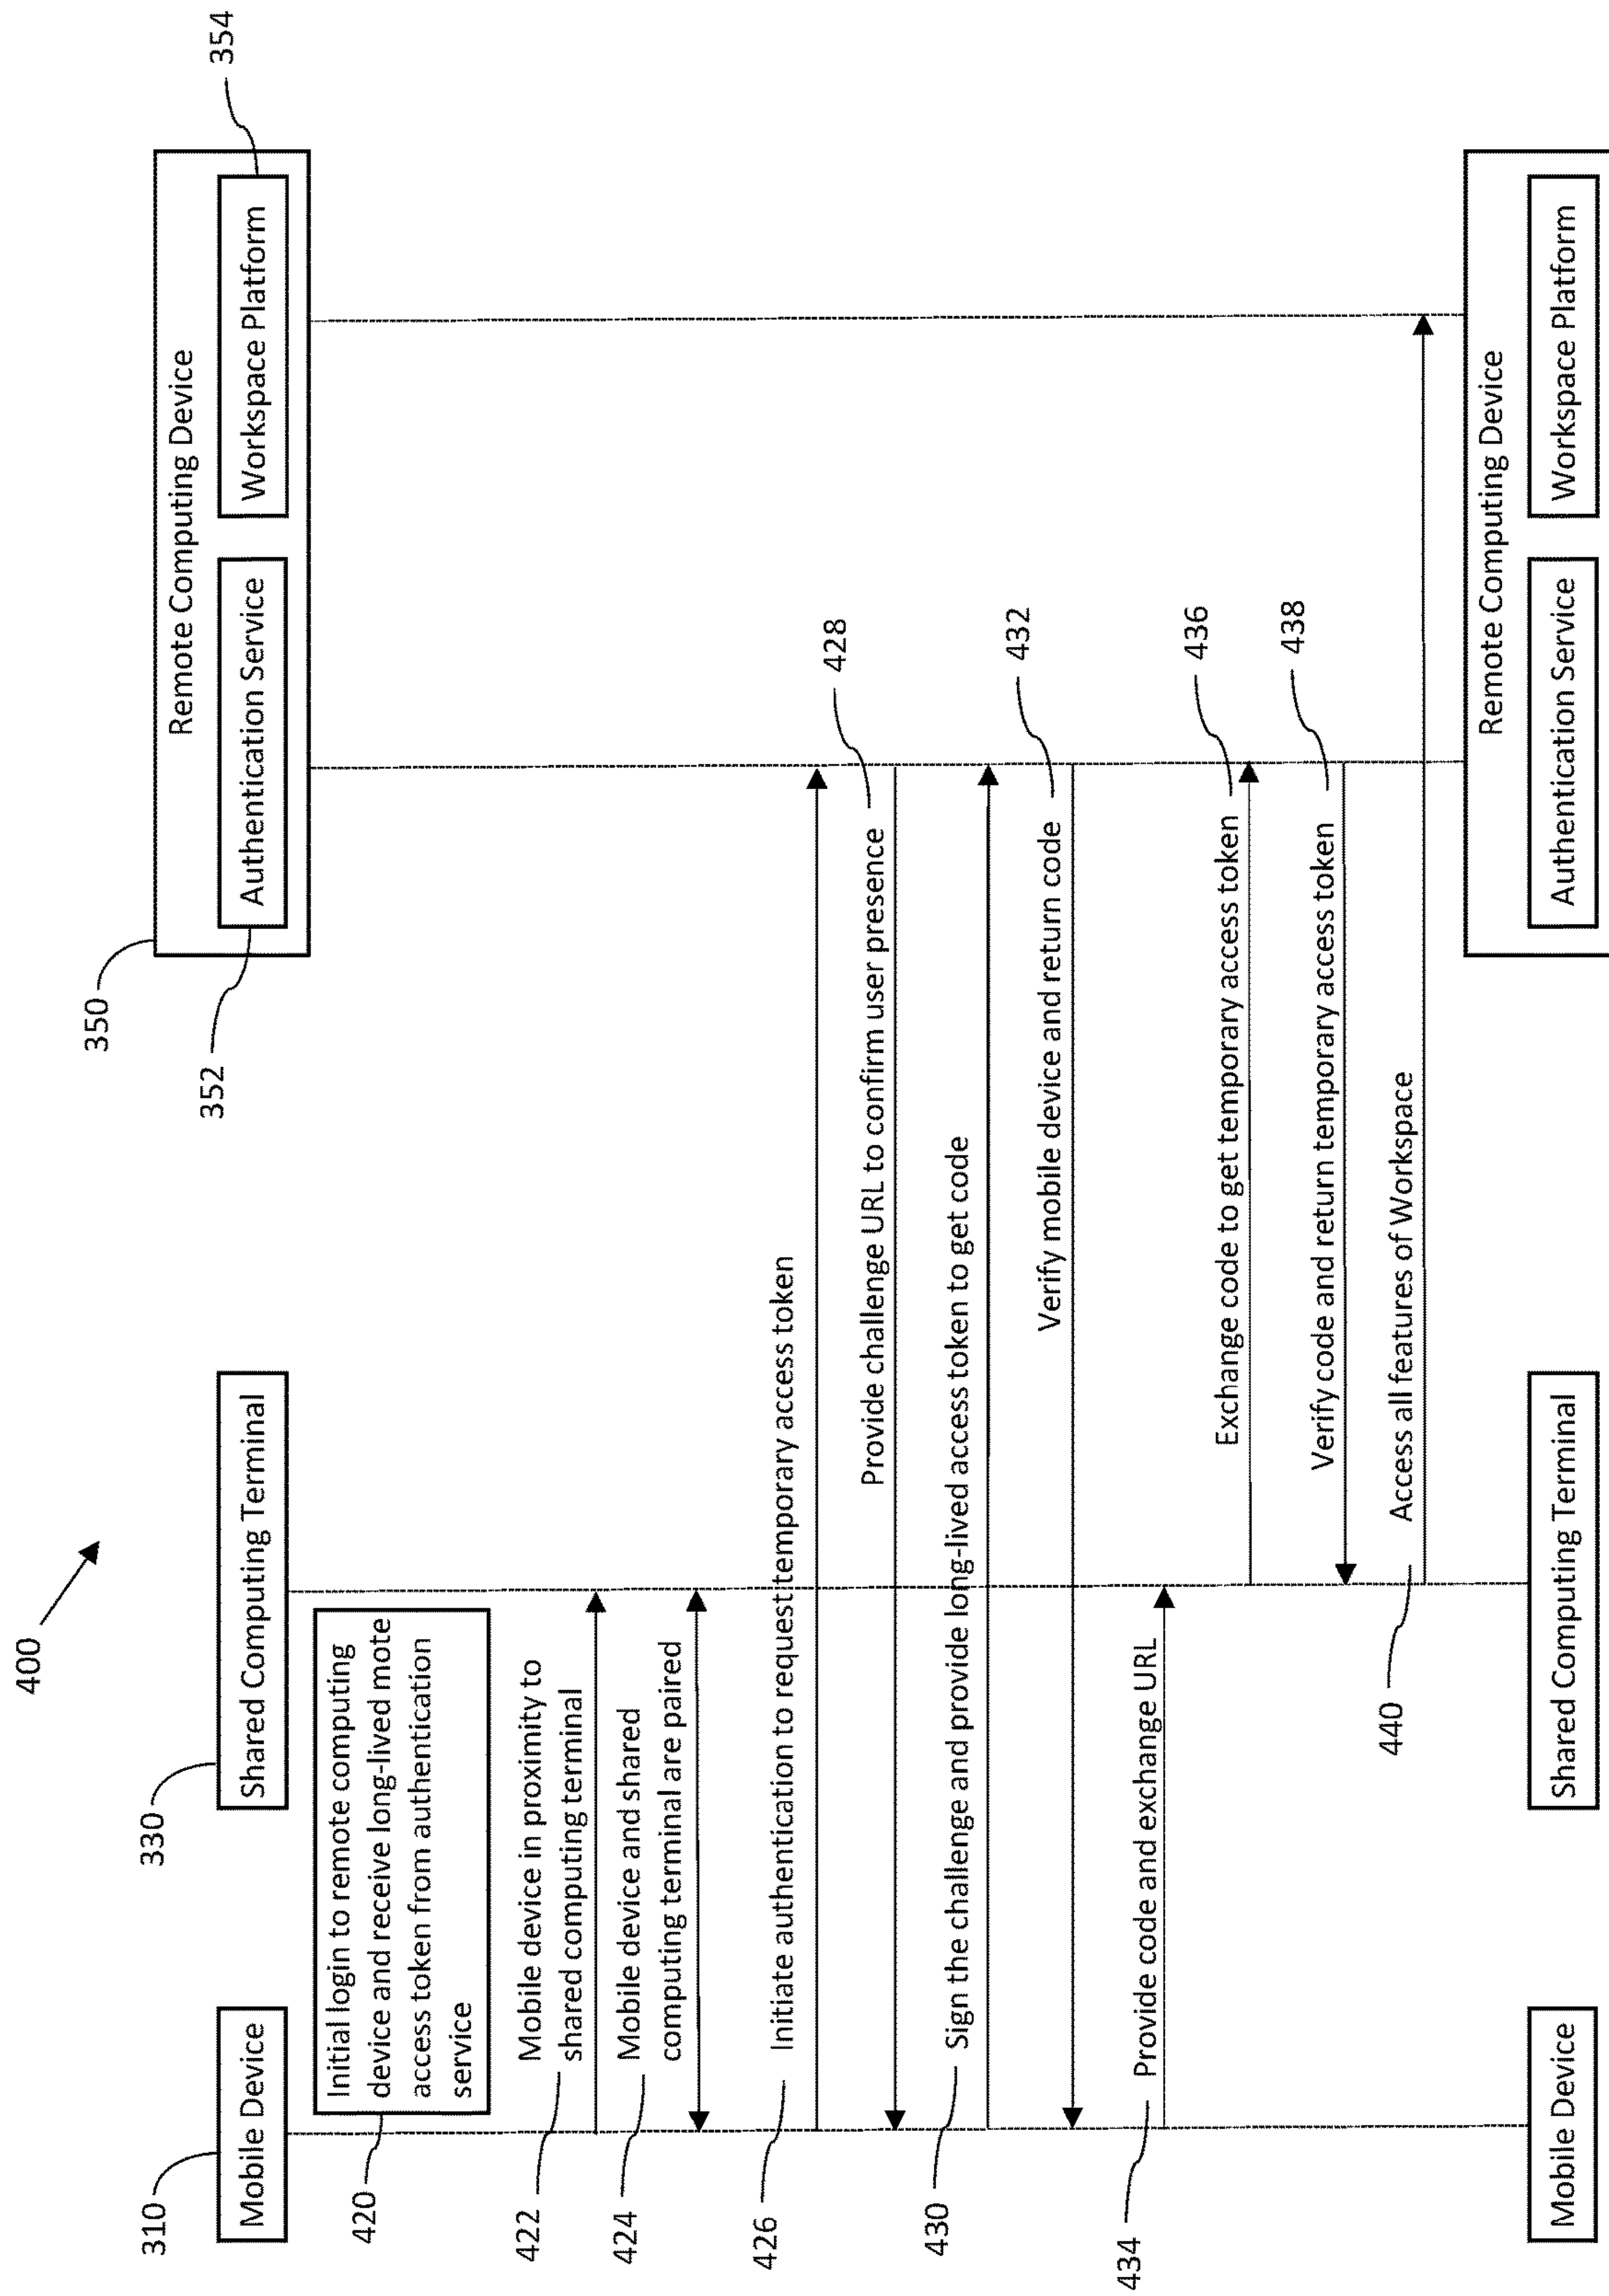 400
310
330
350
352
354
Mobile Device
Shared Computing Terminal
Remote Computing Device
Authentication Service
Workspace Platform
420
Initial login to remote computing
device and receive long-lived mote
access token from authentication
service
422
Mobile device in proximity to
shared computing terminal
424
Mobile device and shared
computing terminal are paired
426
Initiate authentication to request temporary access token
428
Provide challenge URL to confirm user presence
430
Sign the challenge and provide long-lived access token to get code
432
Verify mobile device and return code
434
Provide code and exchange URL
436
Exchange code to get temporary access token
438
Verify code and return temporary access token
440
Access all features of Workspace
Mobile Device
Shared Computing Terminal
Remote Computing Device
Authentication Service
Workspace Platform